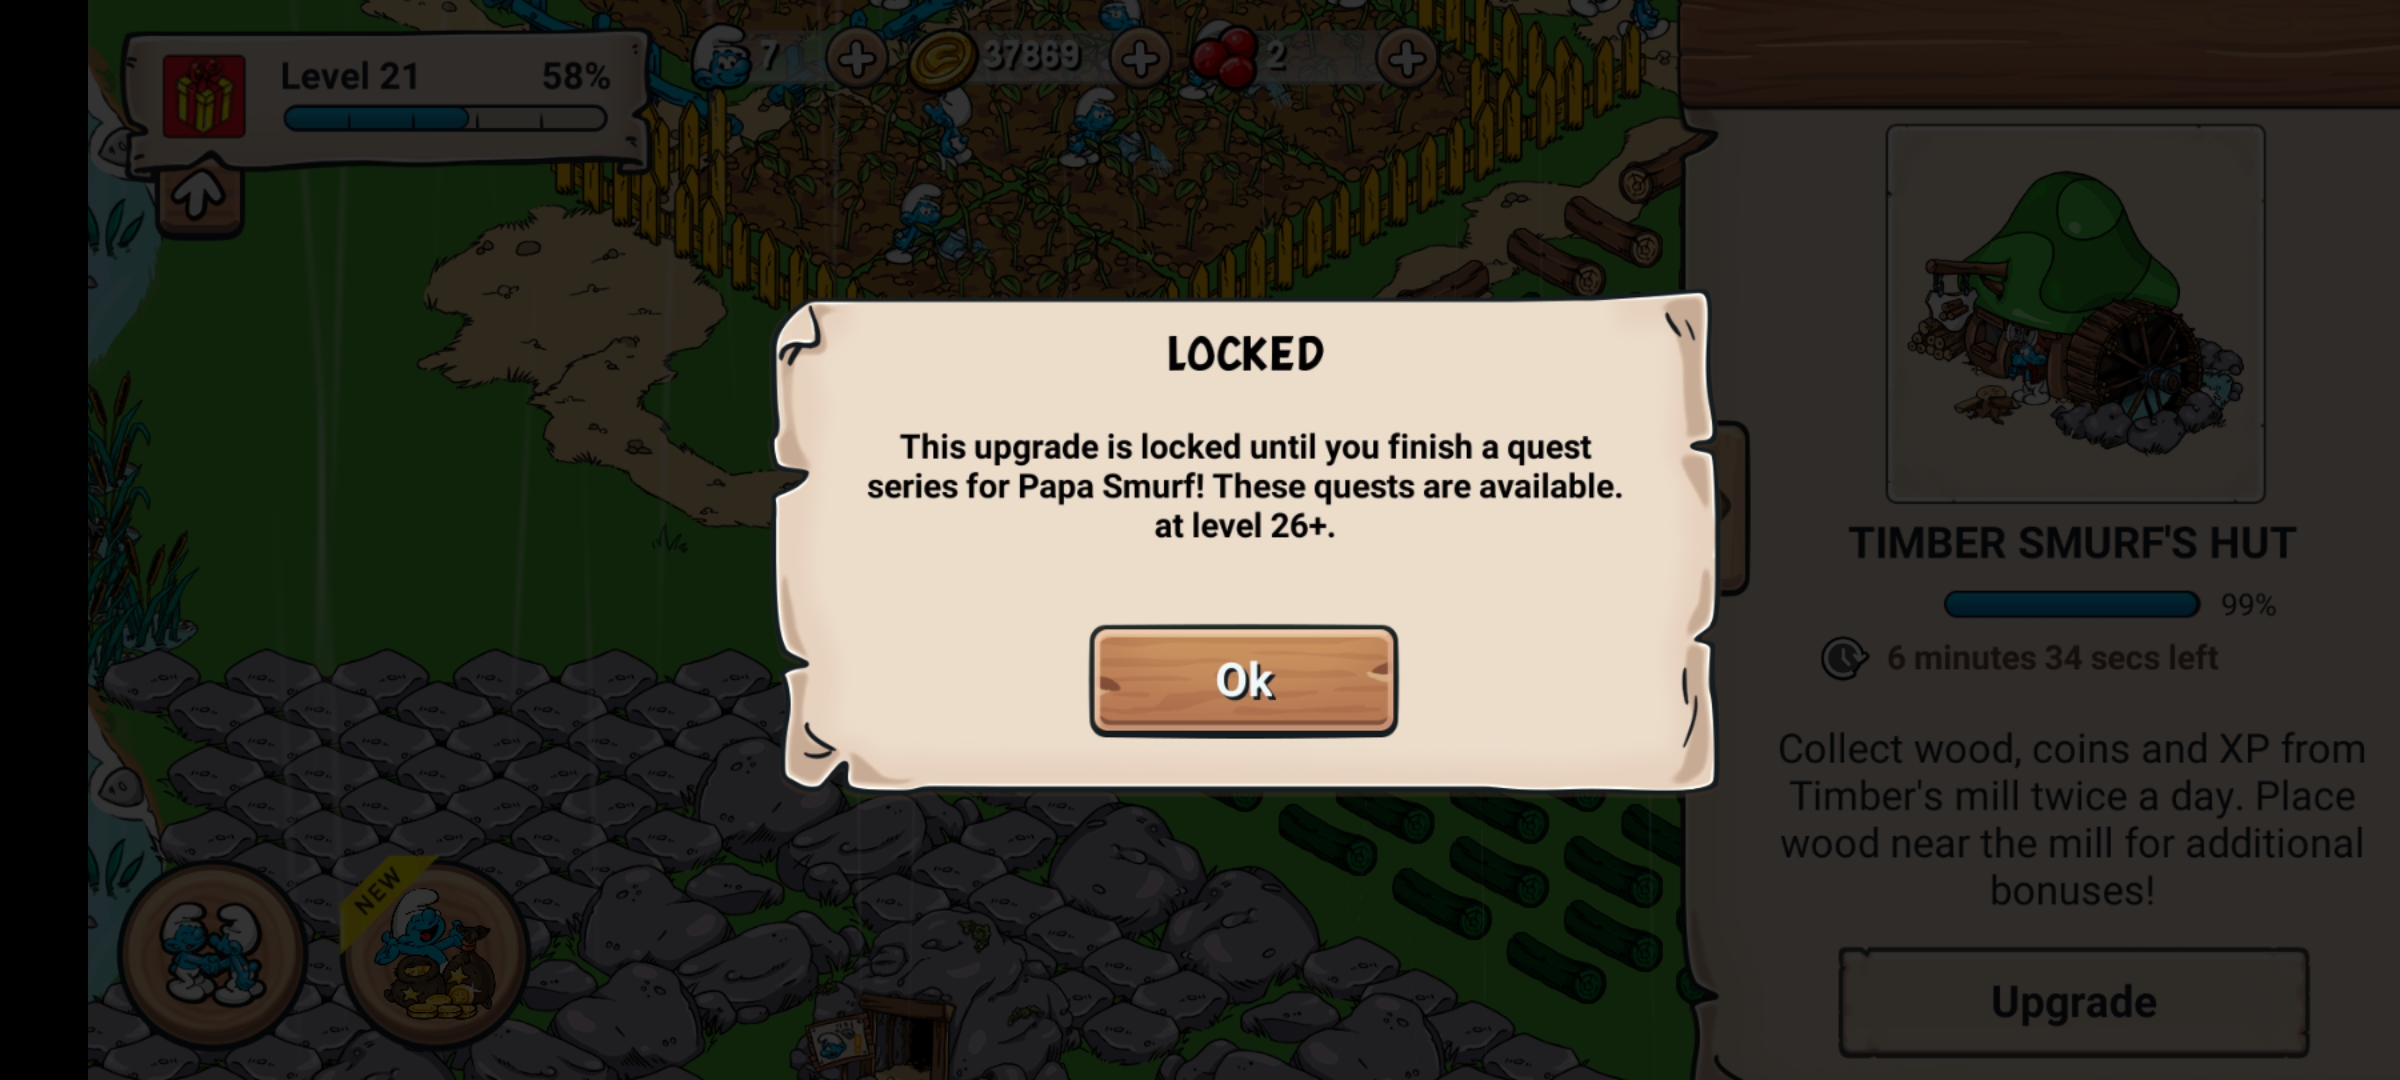 Level 21
58%
7
37869
2
LOCKED
This upgrade is locked until you finish a quest
series for Papa Smurf! These quests are available.
at level 26+.
Ok
TIMBER SMURF'S HUT
99%
6 minutes 34 secs left
Collect wood, coins and XP from
Timber's mill twice a day. Place
wood near the mill for additional
bonuses!
Upgrade
NEW